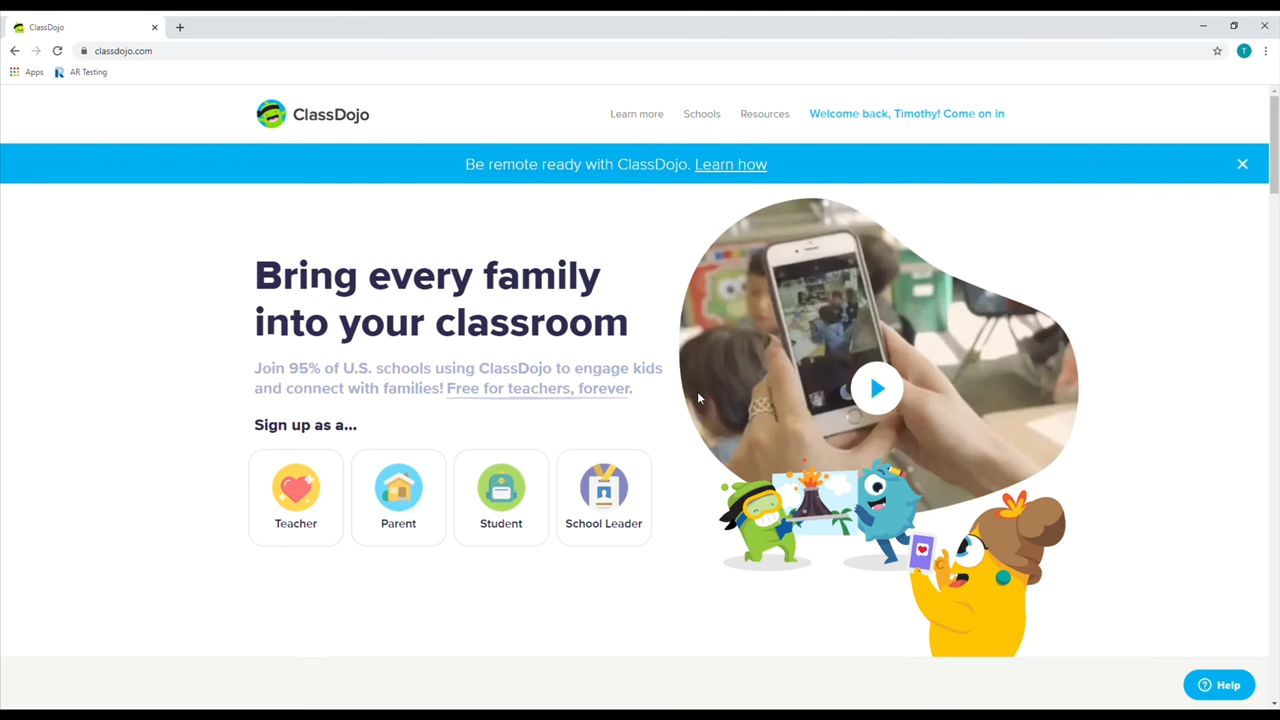 ClassDojo
classdojo.com
T
Apps
AR Testing
ClassDojo
Learn more
Schools
Resources
Welcome back, Timothy! Come on in
Be remote ready with ClassDojo. Learn how
Bring every family
into your classroom
Join 95% of U.S. schools using ClassDojo to engage kids
and connect with families! Free for teachers, forever.
Sign up as a...
Teacher
Parent
Student
School Leader
? Help